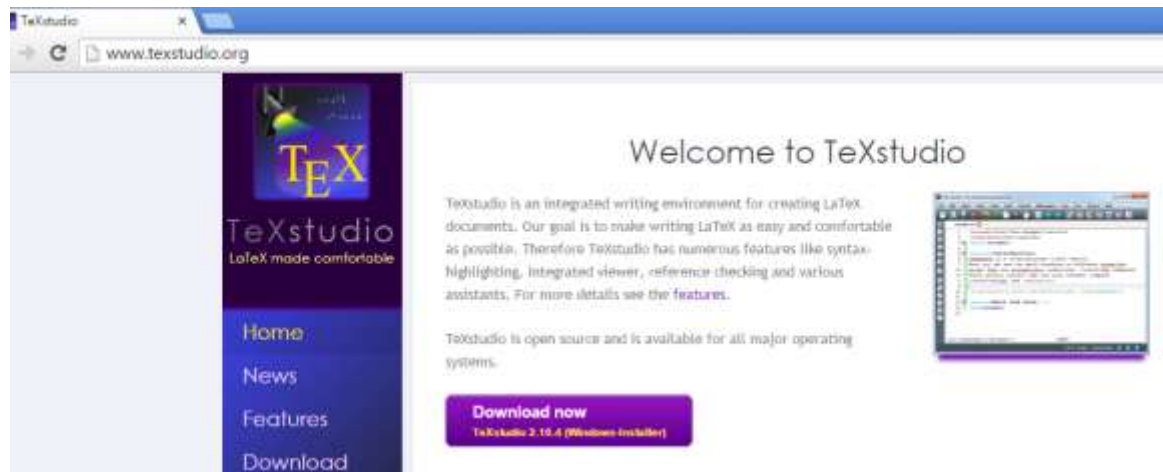 TeXstudio
www.texstudio.org
TEX
TeXstudio
LaTeX made comfortable
Home
News
Features
Download
Welcome to TeXstudio
TeXstudio is an integrated writing environment for creating LaTeX
documents. Our goal is to make writing LaTeX as easy and comfortable
as possible. Therefore TeXstudio has numerous features like syntax-
highlighting, integrated viewer, reference checking and various
assistants. For more details see the features.
TeXstudio is open source and is available for all major operating
systems.
Download now
TeXstudio 2.10.4 (Windows-Installer)